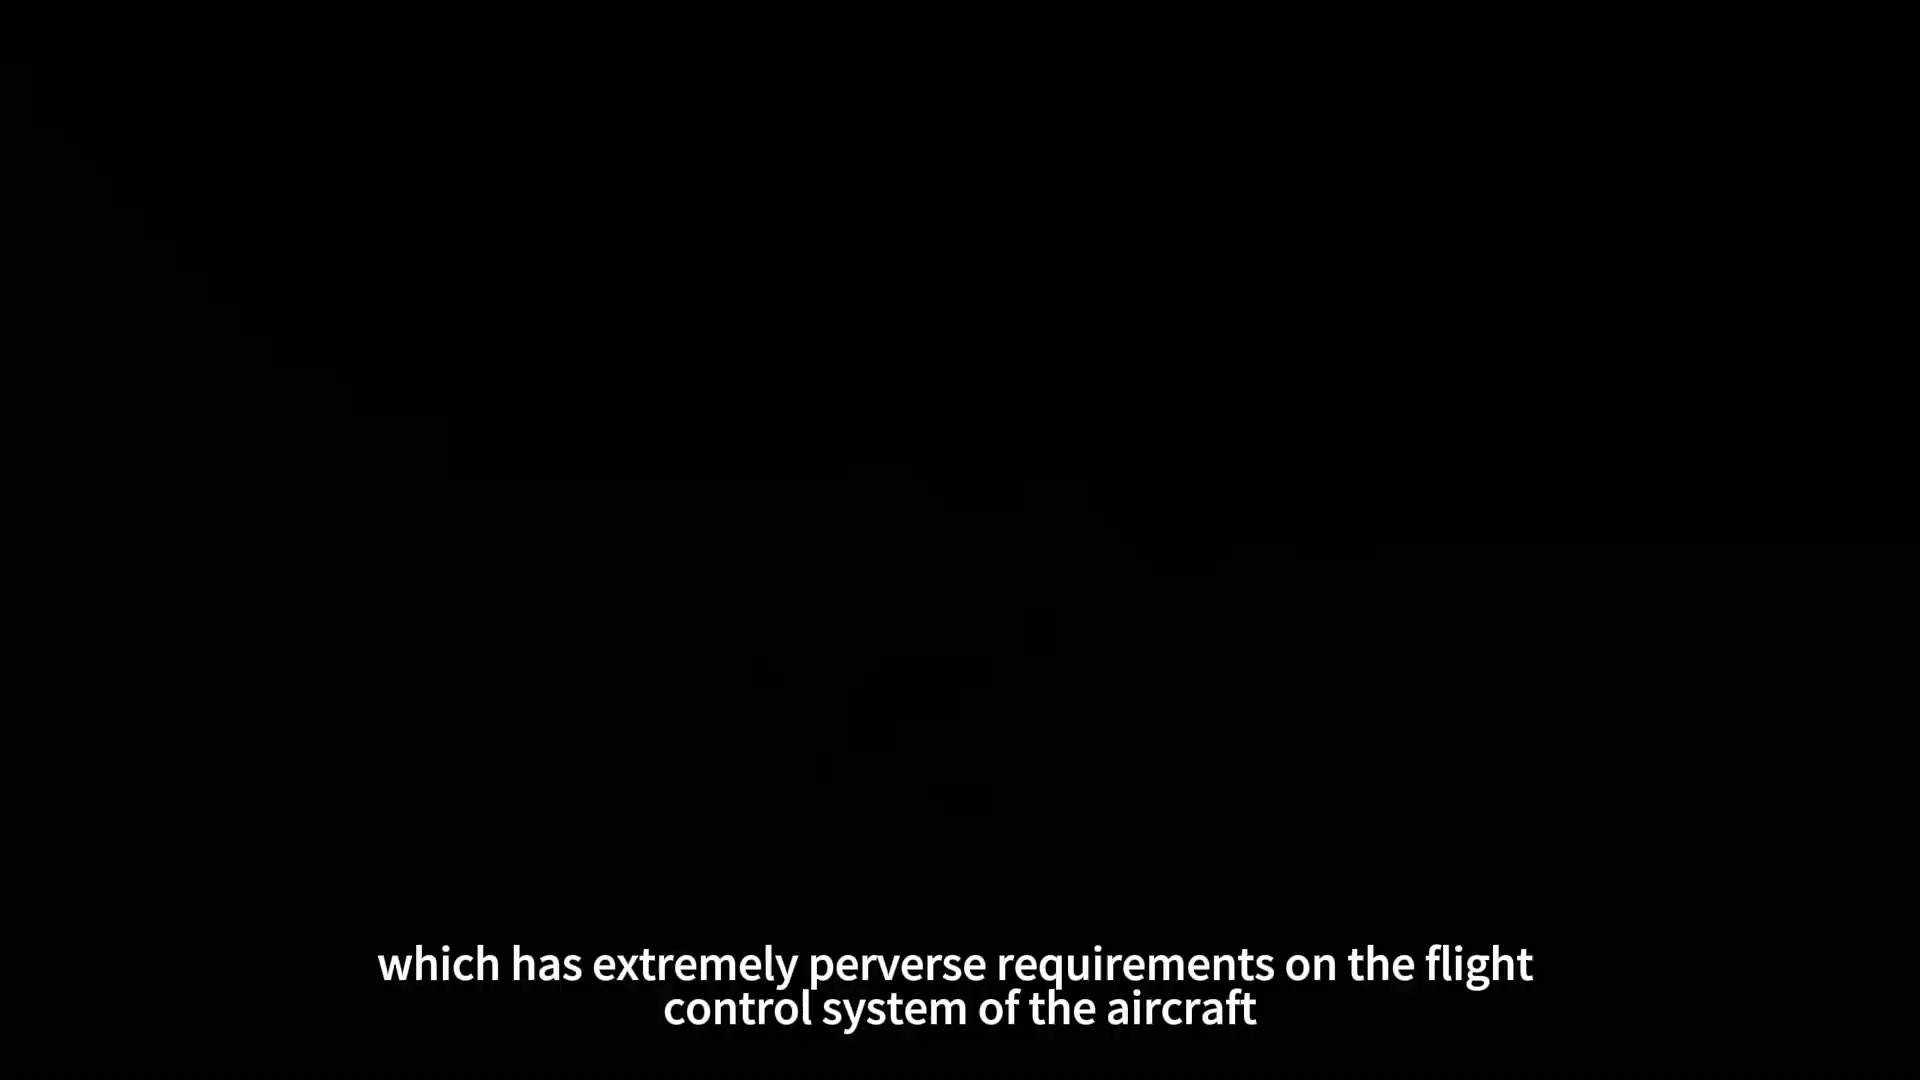 which has extremely perverse requirements on the flight
control system of the aircraft